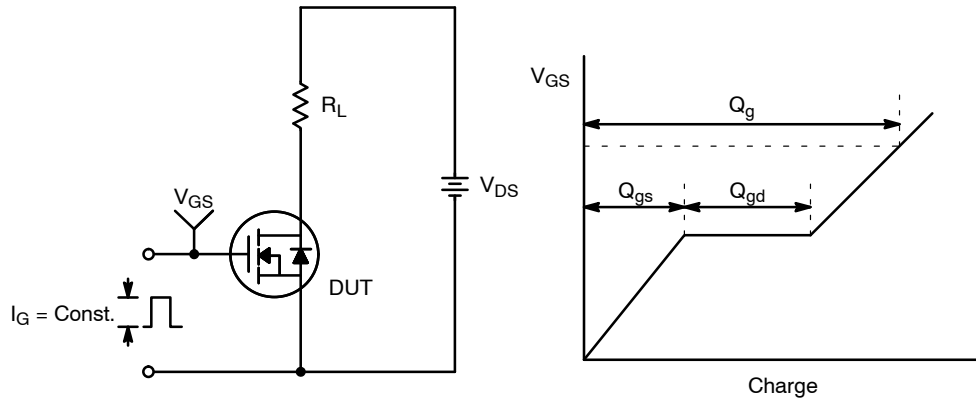 R_L
V_GS
V_DS
DUT
I_G = Const.
V_GS
Q_g
Q_gs
Q_gd
Charge